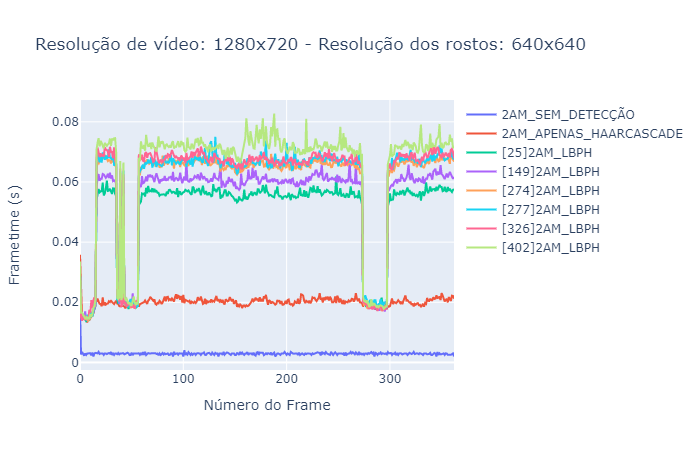 Resolução de vídeo: 1280x720 - Resolução dos rostos: 640x640
0.08
0.06
0.04
0.02
0
0
100
200
300
Frametime (s)
Número do Frame
2AM_SEM_DETECÇÃO
2AM_APENAS_HAARCASCADE
[25]2AM_LBPH
[149]2AM_LBPH
[274]2AM_LBPH
[277]2AM_LBPH
[326]2AM_LBPH
[402]2AM_LBPH